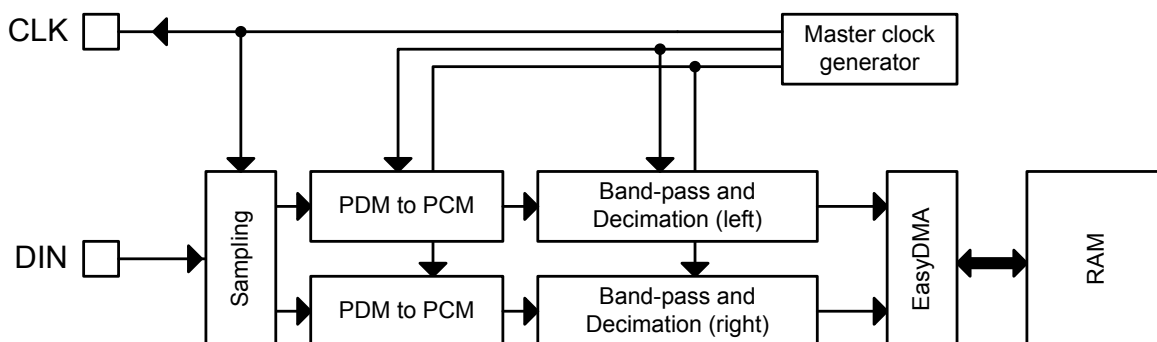 CLK
Master clock
generator
DIN
Sampling
PDM to PCM
Band-pass and
Decimation (left)
PDM to PCM
Band-pass and
Decimation (right)
EasyDMA
RAM